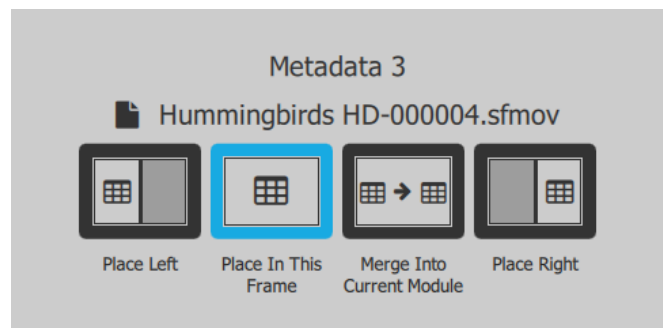 Metadata 3
Hummingbirds HD-000004.sfmov
Place Left
Place In This
Frame
Merge Into
Current Module
Place Right